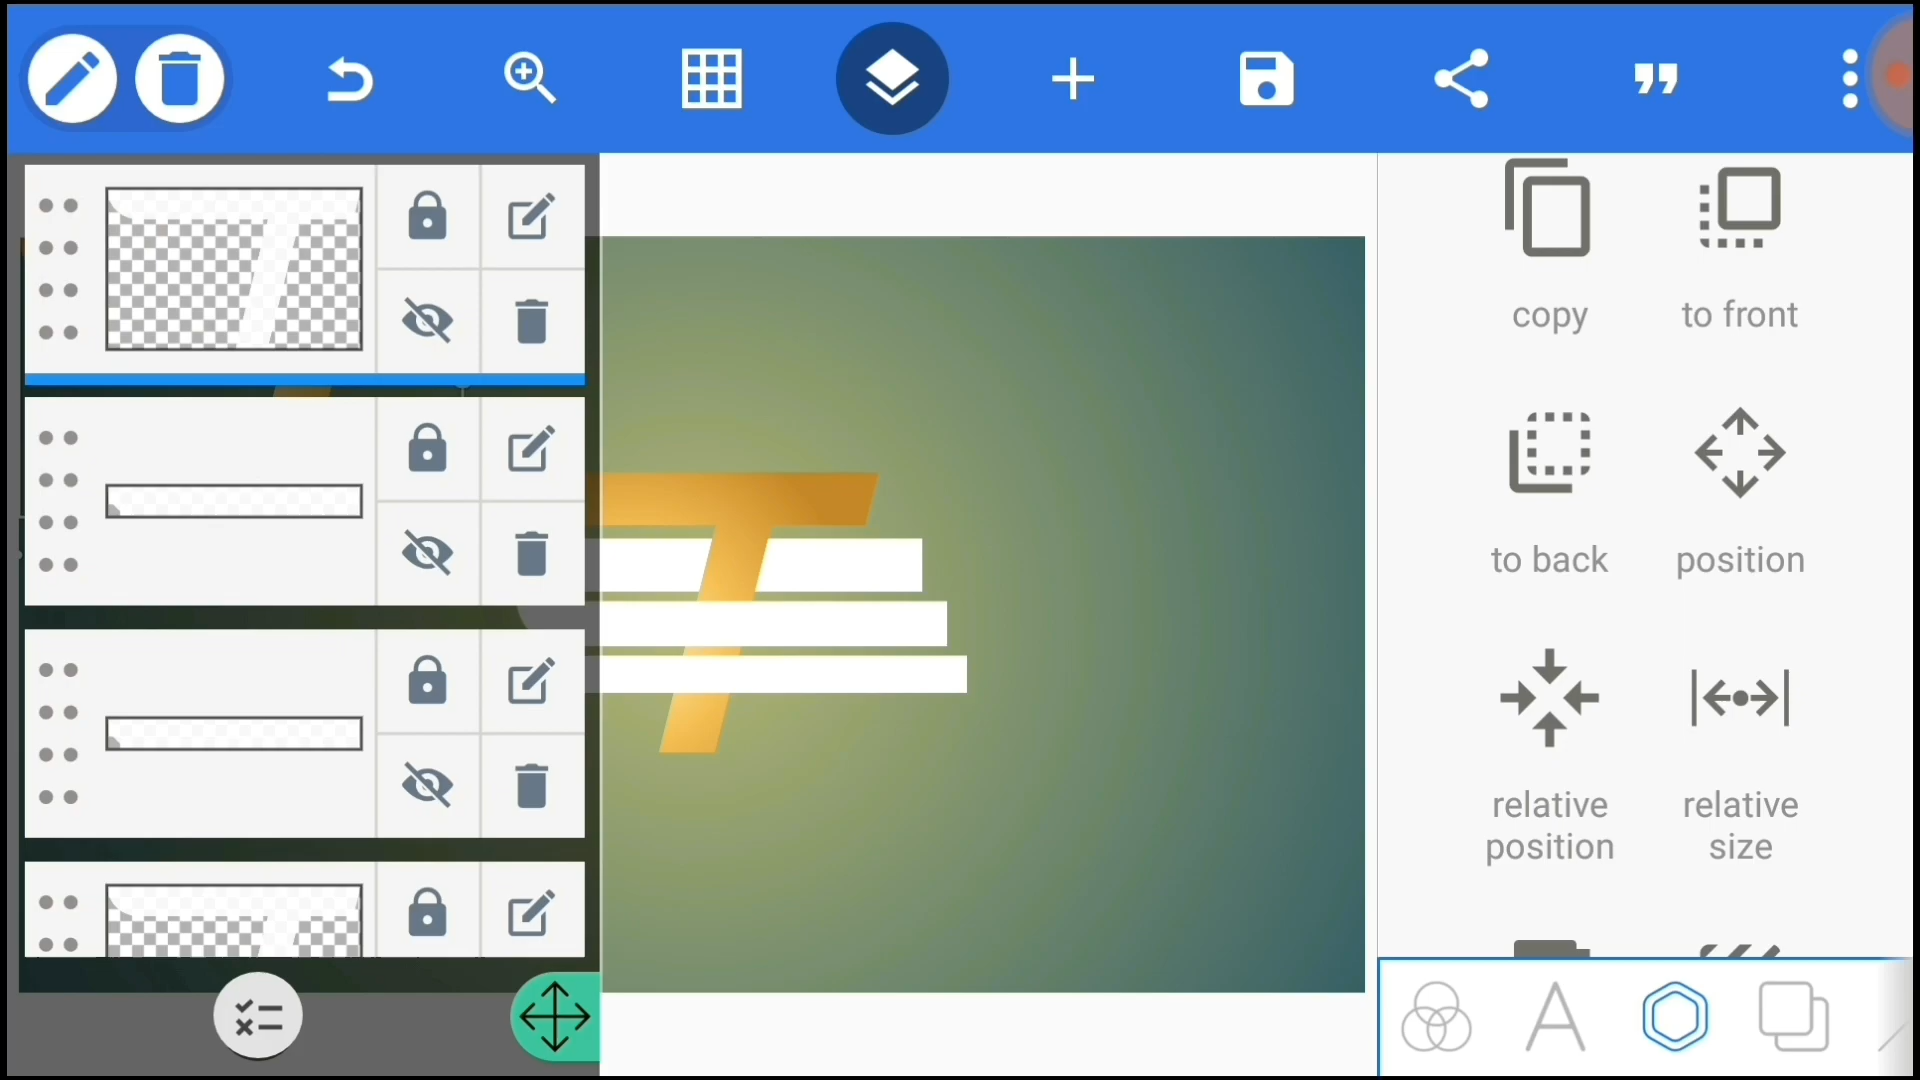 copy
to front
to back
position
relative
position
relative
size
T
A